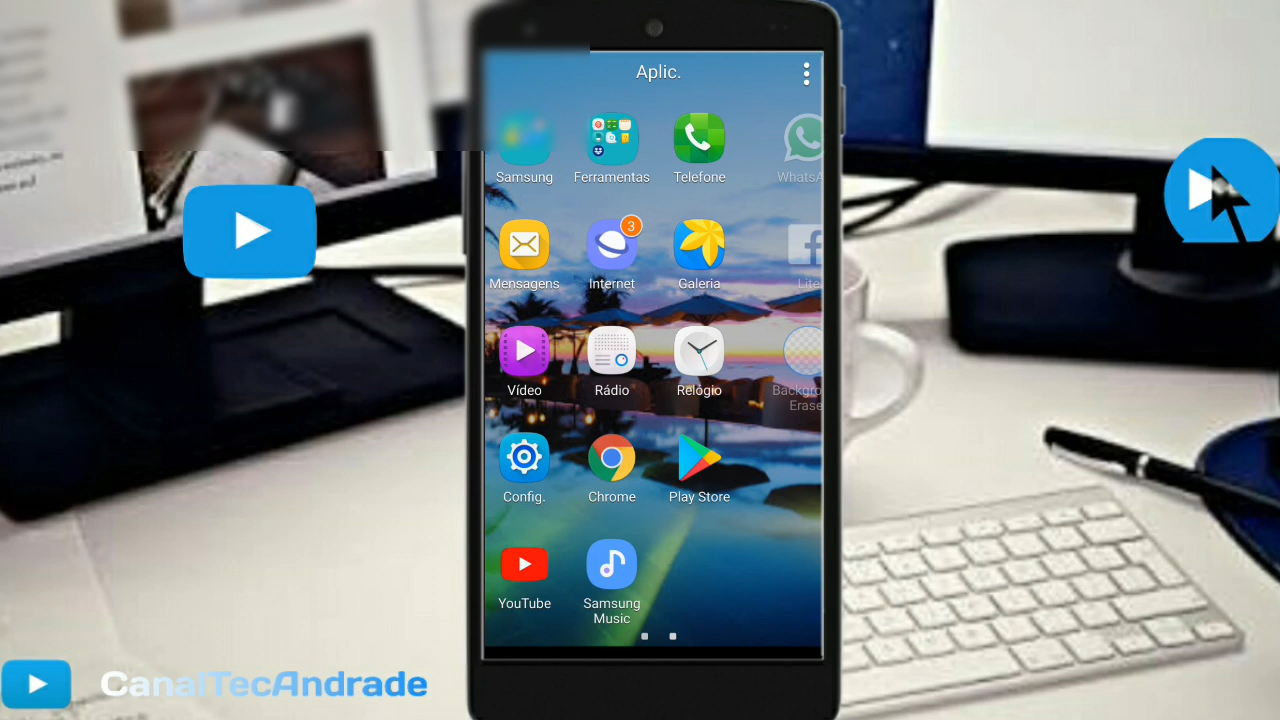 Aplic.
Samsung
Ferramentas
Telefone
WhatsA
3
Mensagens
Internet
Galeria
Lite
Vídeo
Rádio
Relógio
Backgro
Erase
Config.
Chrome
Play Store
YouTube
Samsung
Music
CanalTecAndrade